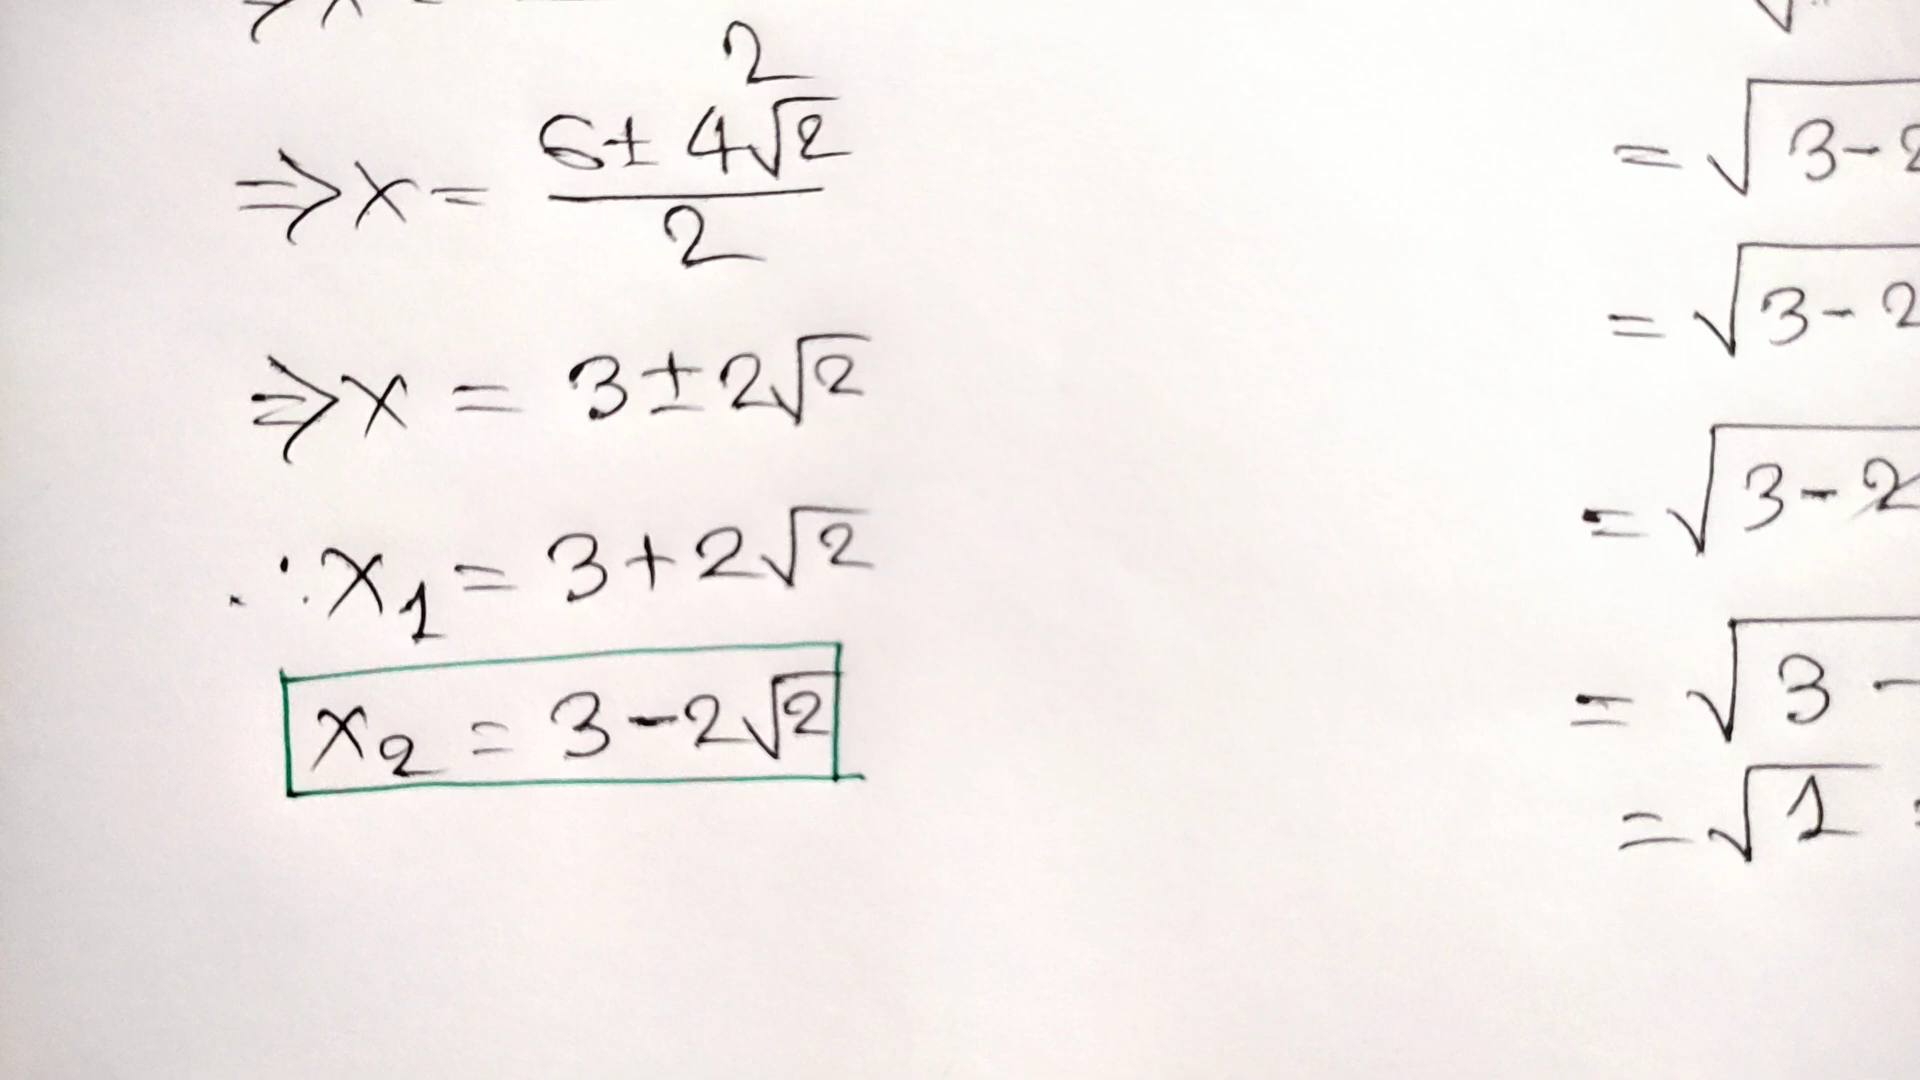 2
⇒x = (6 ± 4√2)/2
⇒x = 3 ± 2√2
∴x₁ = 3 + 2√2
x₂ = 3 - 2√2
= √3 - 2
= √3 - 2
= √3 - 2
= √3 -
= √1 =